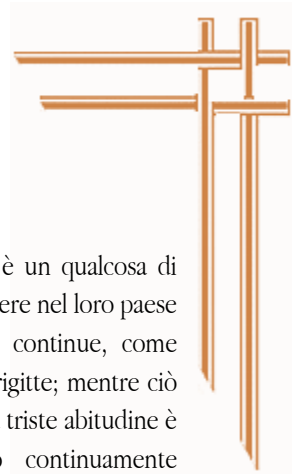 è un qualcosa di
ere nel loro paese
continue, come
rigitte; mentre ciò
triste abitudine è
continuamente